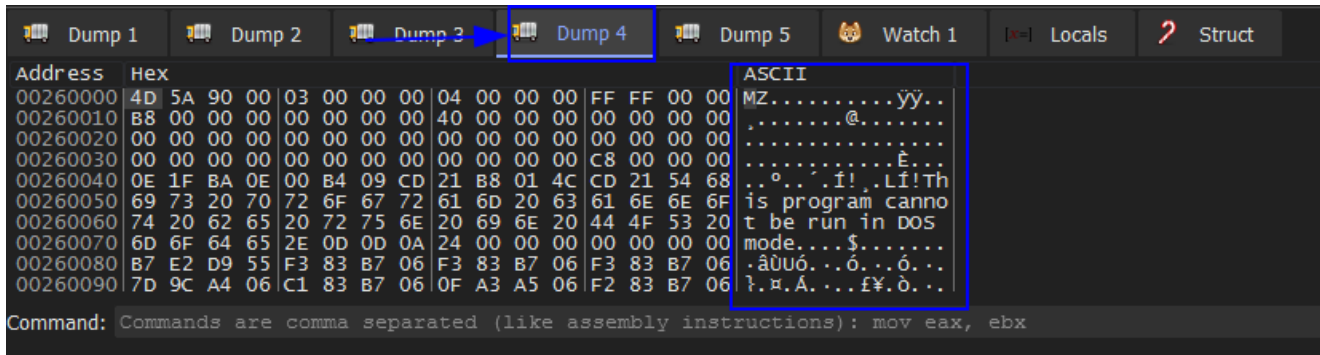 Dump 1 Dump 2 Dump 3 Dump 4 Dump 5 Watch 1 [x=] Locals Struct
Address Hex ASCII
00260000 4D 5A 90 00 03 00 00 00 04 00 00 00 FF FF 00 00 MZ..........ÿÿ..
00260010 B8 00 00 00 00 00 00 00 40 00 00 00 00 00 00 00 ¸.......@.......
00260020 00 00 00 00 00 00 00 00 00 00 00 00 00 00 00 00 ................
00260030 00 00 00 00 00 00 00 00 00 00 00 00 C8 00 00 00 ............È...
00260040 0E 1F BA 0E 00 B4 09 CD 21 B8 01 4C CD 21 54 68 ..º..´.Í!¸.LÍ!Th
00260050 69 73 20 70 72 6F 67 72 61 6D 20 63 61 6E 6E 6F is program canno
00260060 74 20 62 65 20 72 75 6E 20 69 6E 20 44 4F 53 20 t be run in DOS
00260070 6D 6F 64 65 2E 0D 0D 0A 24 00 00 00 00 00 00 00 mode....$.......
00260080 B7 E2 D9 55 F3 83 B7 06 F3 83 B7 06 F3 83 B7 06 ·âÙUó.·.ó.·.ó.·.
00260090 7D 9C A4 06 C1 83 B7 06 0F A3 A5 06 F2 83 B7 06 }.¤.Á.·..£¥.ò.·.
Command: Commands are comma separated (like assembly instructions): mov eax, ebx